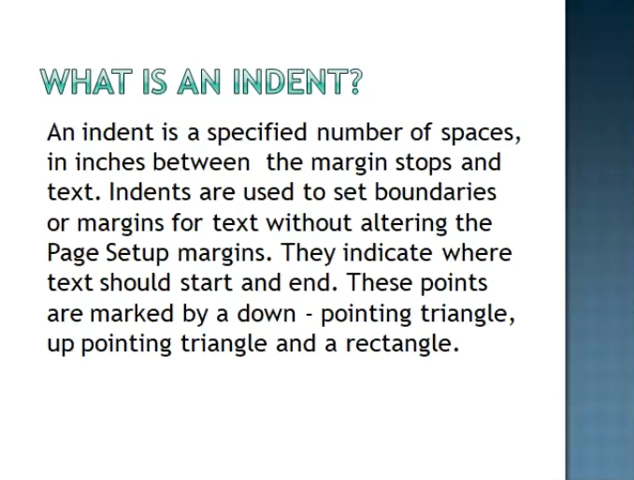 WHAT IS AN INDENT?
An indent is a specified number of spaces,
in inches between  the margin stops and
text. Indents are used to set boundaries
or margins for text without altering the
Page Setup margins. They indicate where
text should start and end. These points
are marked by a down - pointing triangle,
up pointing triangle and a rectangle.